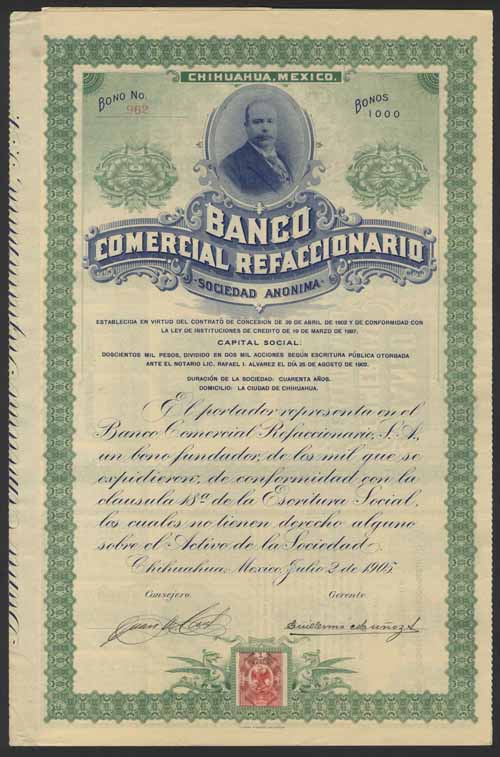 CHIHUAHUA, MEXICO.
BONO NO. 962
BONOS 1000
BANCO
COMERCIAL REFACCIONARIO
SOCIEDAD ANONIMA
ESTABLECIDA EN VIRTUD DEL CONTRATO DE CONCESIÓN DE 29 DE ABRIL DE 1902 Y DE CONFORMIDAD CON
LA LEY DE INSTITUCIONES DE CREDITO DE 19 DE MARZO DE 1897.
CAPITAL SOCIAL:
DOSCIENTOS MIL PESOS, DIVIDIDO EN DOS MIL ACCIONES SEGÚN ESCRITURA PÚBLICA OTORGADA
ANTE EL NOTARIO LIC. RAFAEL I. ALVAREZ EL DÍA 25 DE AGOSTO DE 1902.
DURACIÓN DE LA SOCIEDAD: CUARENTA AÑOS.
DOMICILIO: LA CIUDAD DE CHIHUAHUA.
El portador representa en el
Banco Comercial Refaccionario, S.A.
un bono fundador, de los mil que se
expidieron, de conformidad con la
clausula 18ª de la Escritura Social,
los cuales no tienen derecho alguno
sobre el Activo de la Sociedad.
Chihuahua, Mexico, Julio 2 de 1905
Consejero
Gerente
Guillermo Muñoz